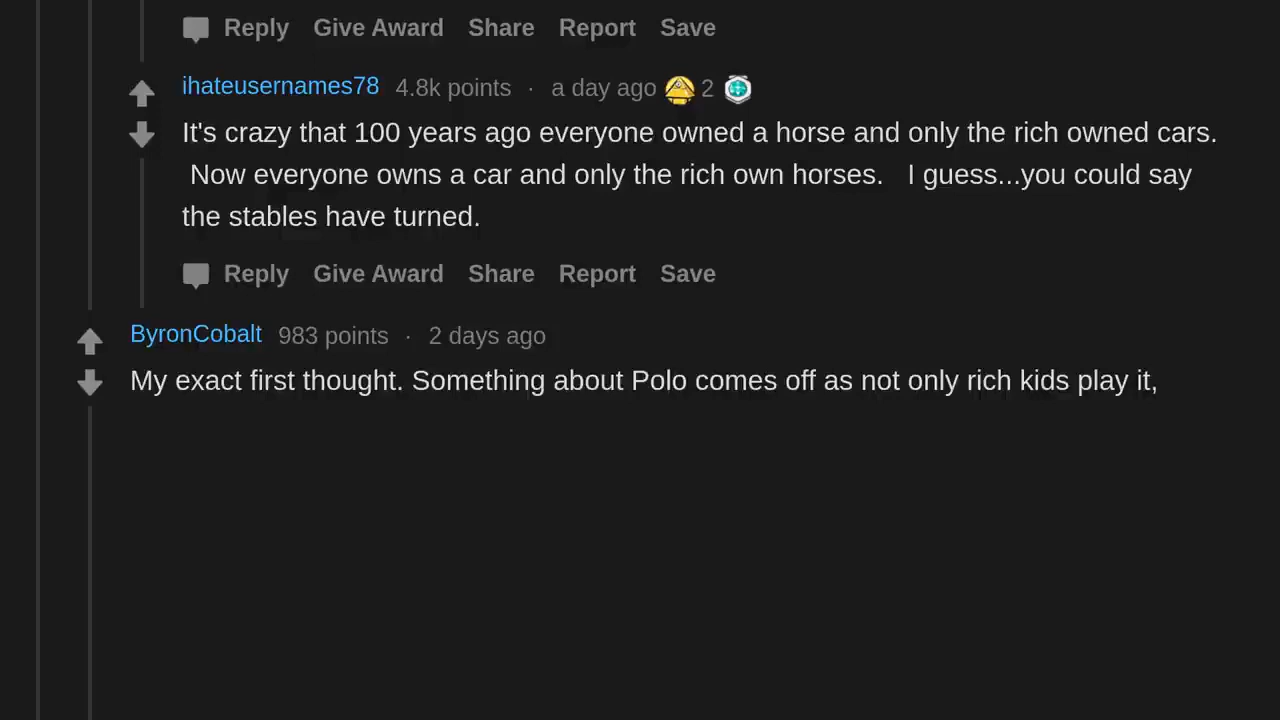 Reply Give Award Share Report Save
ihateusernames78 4.8k points · a day ago 2
It's crazy that 100 years ago everyone owned a horse and only the rich owned cars.
Now everyone owns a car and only the rich own horses. I guess...you could say
the stables have turned.
Reply Give Award Share Report Save
ByronCobalt 983 points · 2 days ago
My exact first thought. Something about Polo comes off as not only rich kids play it,